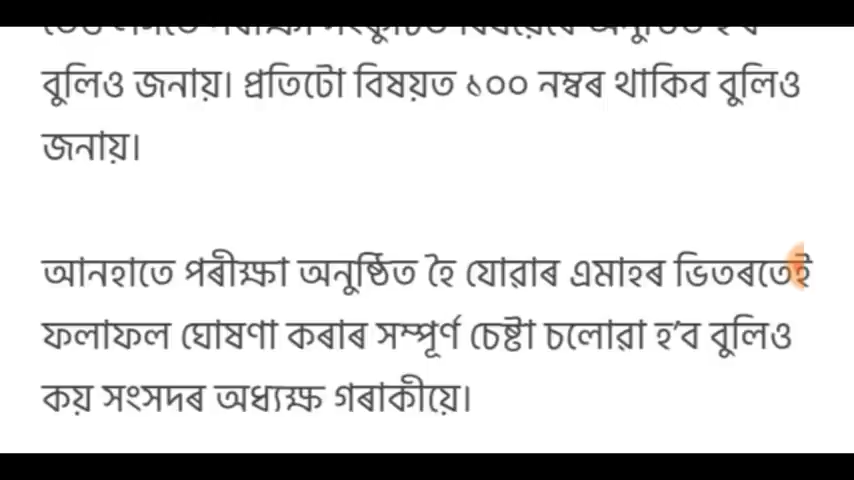 বুলিও জনায়। প্ৰতিটো বিষয়ত ১০০ নম্বৰ থাকিব বুলিও
জনায়।
আনহাতে পৰীক্ষা অনুষ্ঠিত হৈ যোৱাৰ এমাহৰ ভিতৰতেই
ফলাফল ঘোষণা কৰাৰ সম্পূৰ্ণ চেষ্টা চলোৱা হ’ব বুলিও
কয় সংসদৰ অধ্যক্ষ গৰাকীয়ে।